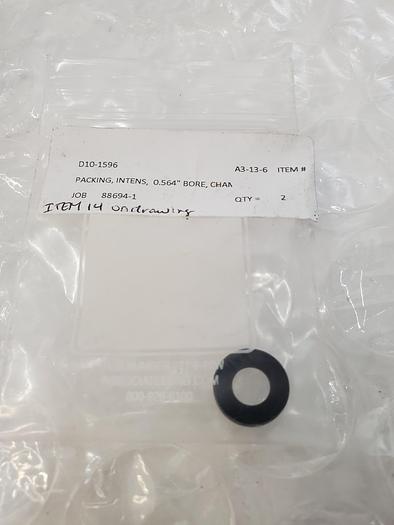 D10-1596 A3-13-6 ITEM #
PACKING, INTENS, 0.564" BORE, CHAM
JOB 88694-1 QTY = 2
ITEM 14 on drawing